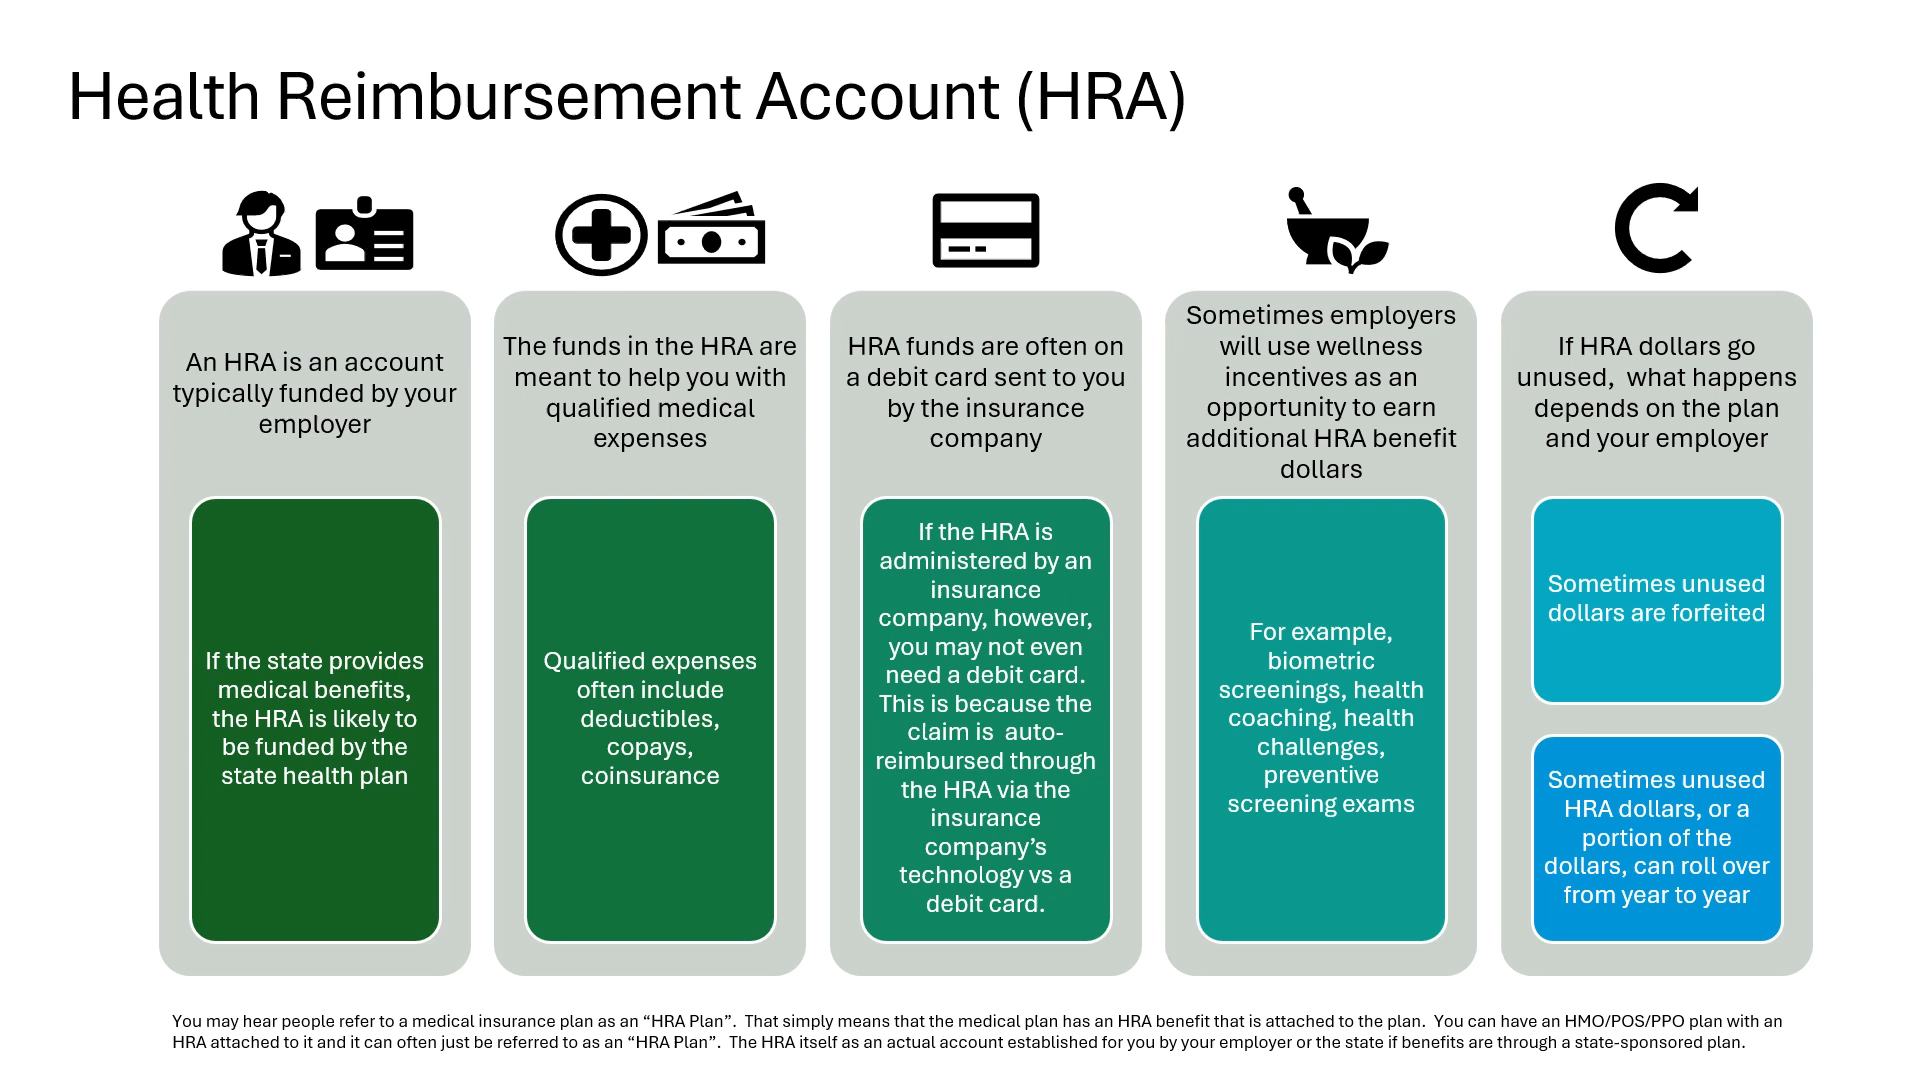 Health Reimbursement Account (HRA)
An HRA is an account
typically funded by your
employer
If the state provides
medical benefits,
the HRA is likely to
be funded by the
state health plan
The funds in the HRA are
meant to help you with
qualified medical
expenses
Qualified expenses
often include
deductibles,
copays,
coinsurance
HRA funds are often on
a debit card sent to you
by the insurance
company
If the HRA is
administered by an
insurance
company, however,
you may not even
need a debit card.
This is because the
claim is  auto-
reimbursed through
the HRA via the
insurance
company’s
technology vs a
debit card.
Sometimes employers
will use wellness
incentives as an
opportunity to earn
additional HRA benefit
dollars
For example,
biometric
screenings, health
coaching, health
challenges,
preventive
screening exams
If HRA dollars go
unused,  what happens
depends on the plan
and your employer
Sometimes unused
dollars are forfeited
Sometimes unused
HRA dollars, or a
portion of the
dollars, can roll over
from year to year
You may hear people refer to a medical insurance plan as an “HRA Plan”.  That simply means that the medical plan has an HRA benefit that is attached to the plan.  You can have an HMO/POS/PPO plan with an
HRA attached to it and it can often just be referred to as an “HRA Plan”.  The HRA itself as an actual account established for you by your employer or the state if benefits are through a state-sponsored plan.